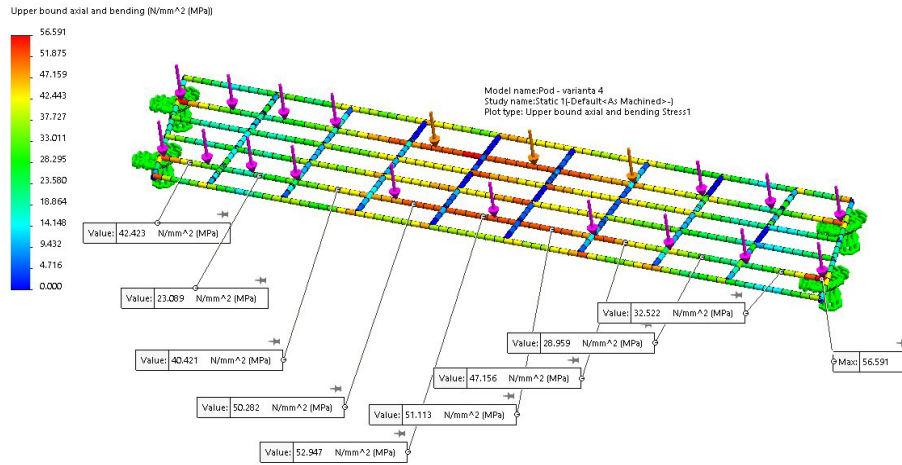 Upper bound axial and bending (N/mm^2 (MPa))
56.591
51.875
47.159
42.443
37.727
33.011
28.295
23.580
18.864
14.148
9.432
4.716
0.000
Model name:Pod - varianta 4
Study name:Static 1(-Default<As Machined>-)
Plot type: Upper bound axial and bending Stress1
Value: 42.423 N/mm^2 (MPa)
Value: 23.089 N/mm^2 (MPa)
Value: 32.522 N/mm^2 (MPa)
Value: 28.959 N/mm^2 (MPa)
Value: 40.421 N/mm^2 (MPa)
Max: 56.591
Value: 47.156 N/mm^2 (MPa)
Value: 50.282 N/mm^2 (MPa)
Value: 51.113 N/mm^2 (MPa)
Value: 52.947 N/mm^2 (MPa)